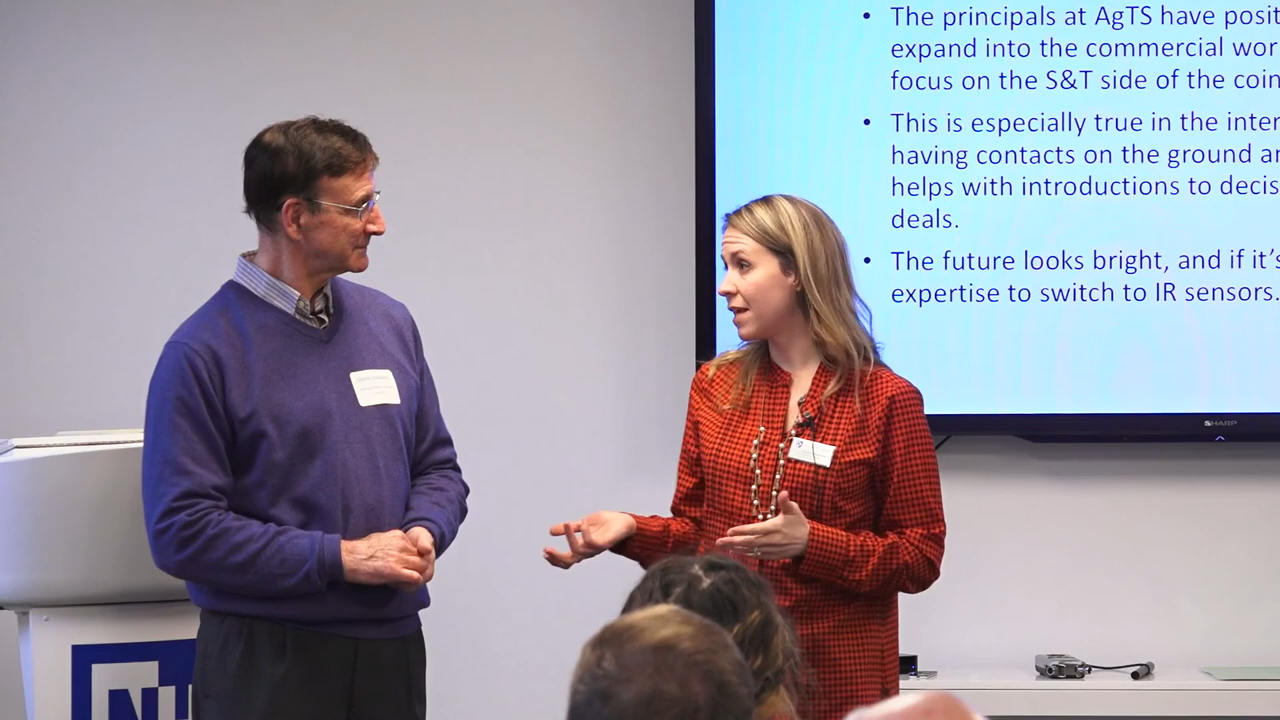 • The principals at AgTS have posit
expand into the commercial wor
focus on the S&T side of the coin
• This is especially true in the inter
having contacts on the ground an
helps with introductions to decis
deals.
• The future looks bright, and if it's
expertise to switch to IR sensors.
SHARP